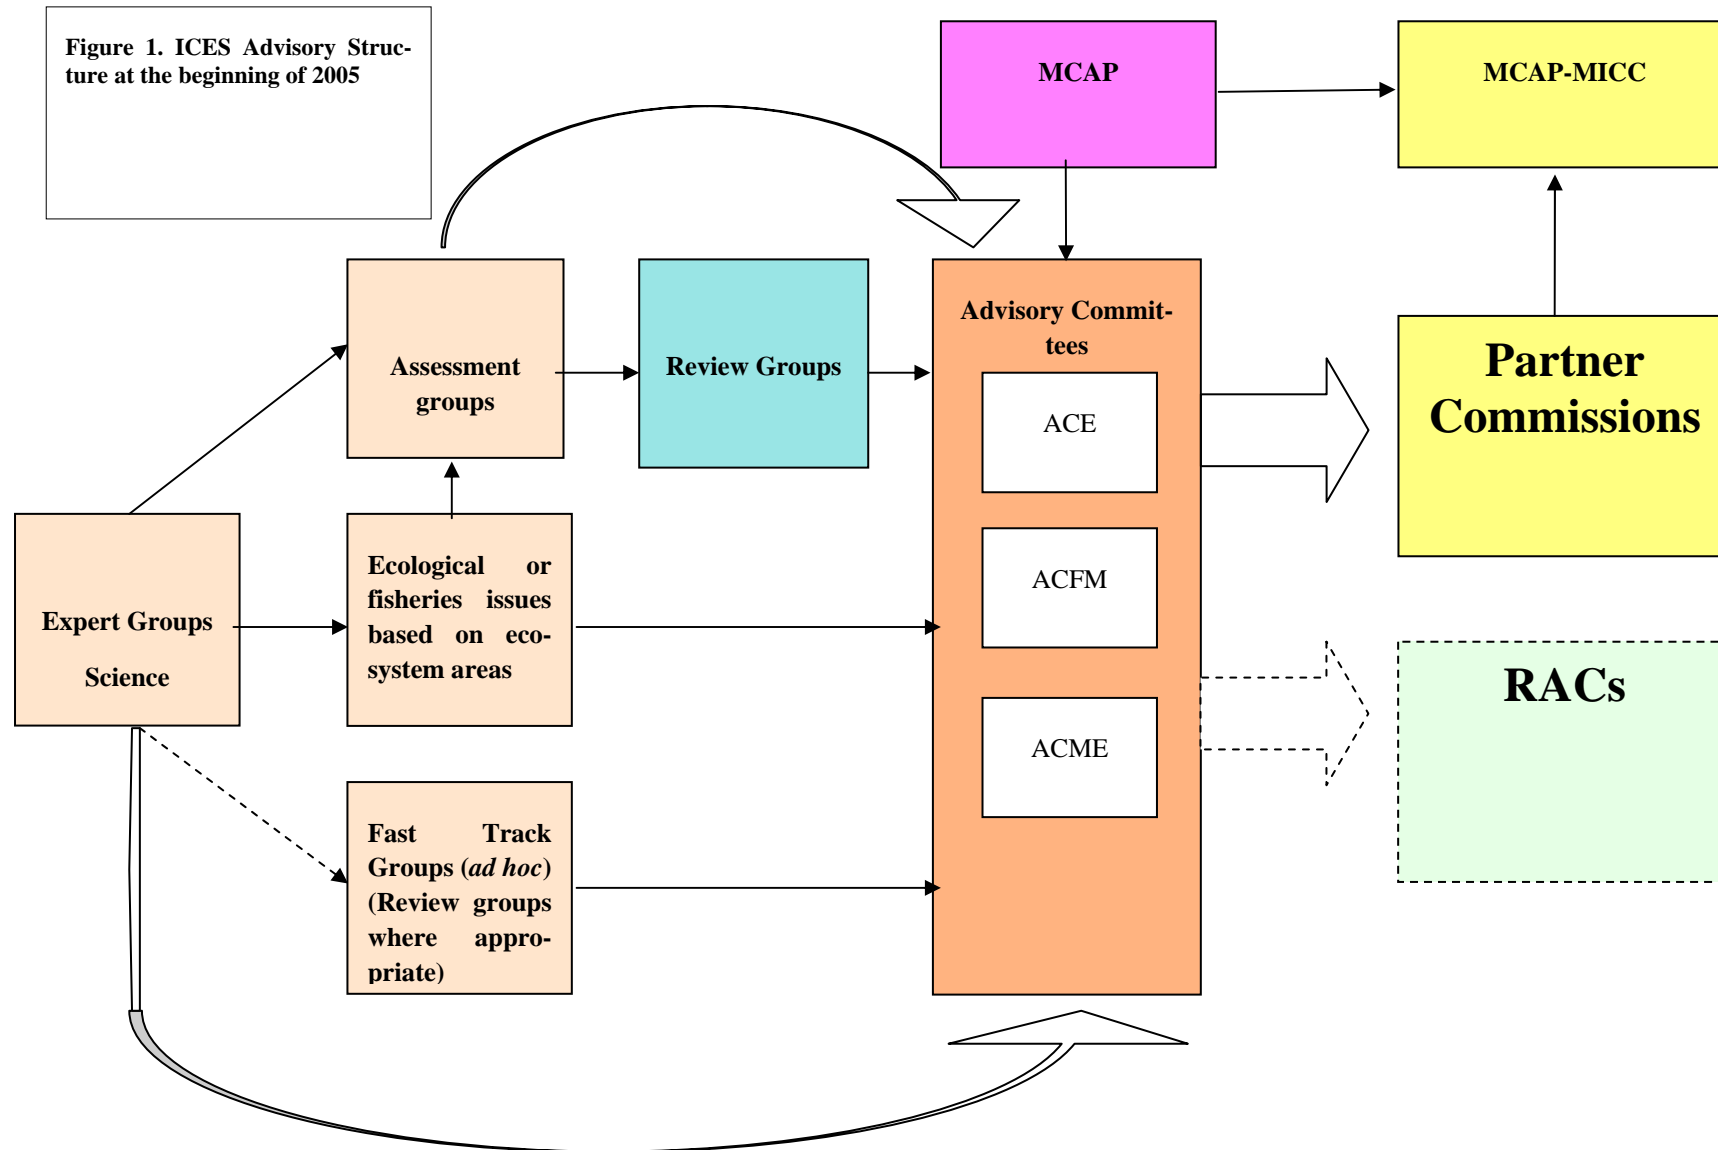 Figure 1. ICES Advisory Struc-
ture at the beginning of 2005
MCAP
MCAP-MICC
Assessment
groups
Review Groups
Advisory Commit-
tees
ACE
ACFM
ACME
Partner
Commissions
RACs
Expert Groups
Science
Ecological or
fisheries issues
based on eco-
system areas
Fast Track
Groups (ad hoc)
(Review groups
where appro-
priate)